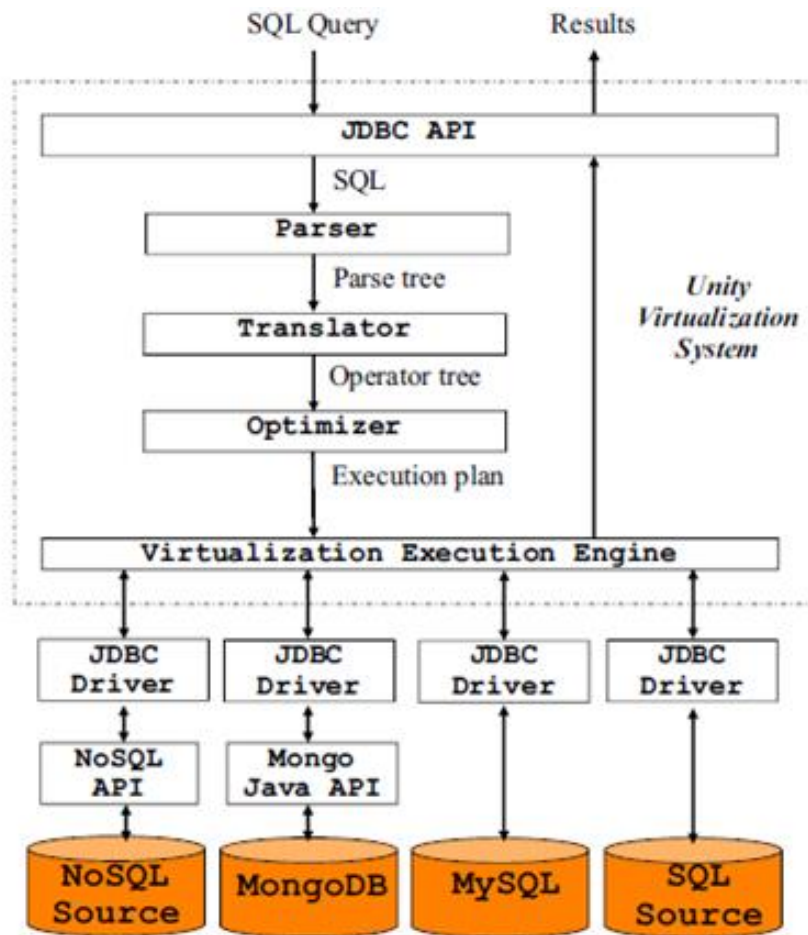 SQL Query
Results
JDBC API
SQL
Parser
Parse tree
Unity
Virtualization
System
Translator
Operator tree
Optimizer
Execution plan
Virtualization Execution Engine
JDBC
Driver
JDBC
Driver
JDBC
Driver
JDBC
Driver
NoSQL
API
Mongo
Java API
NoSQL
Source
MongoDB
MySQL
SQL
Source